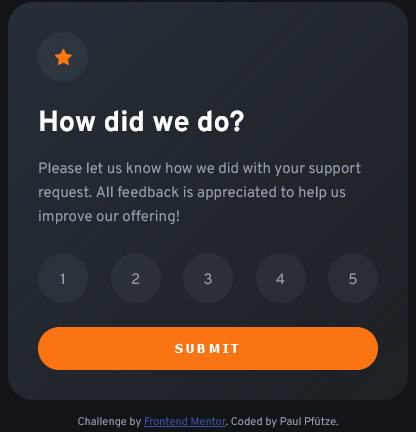 How did we do?
Please let us know how we did with your support
request. All feedback is appreciated to help us
improve our offering!
1 2 3 4 5
SUBMIT
Challenge by Frontend Mentor. Coded by Paul Pfütze.